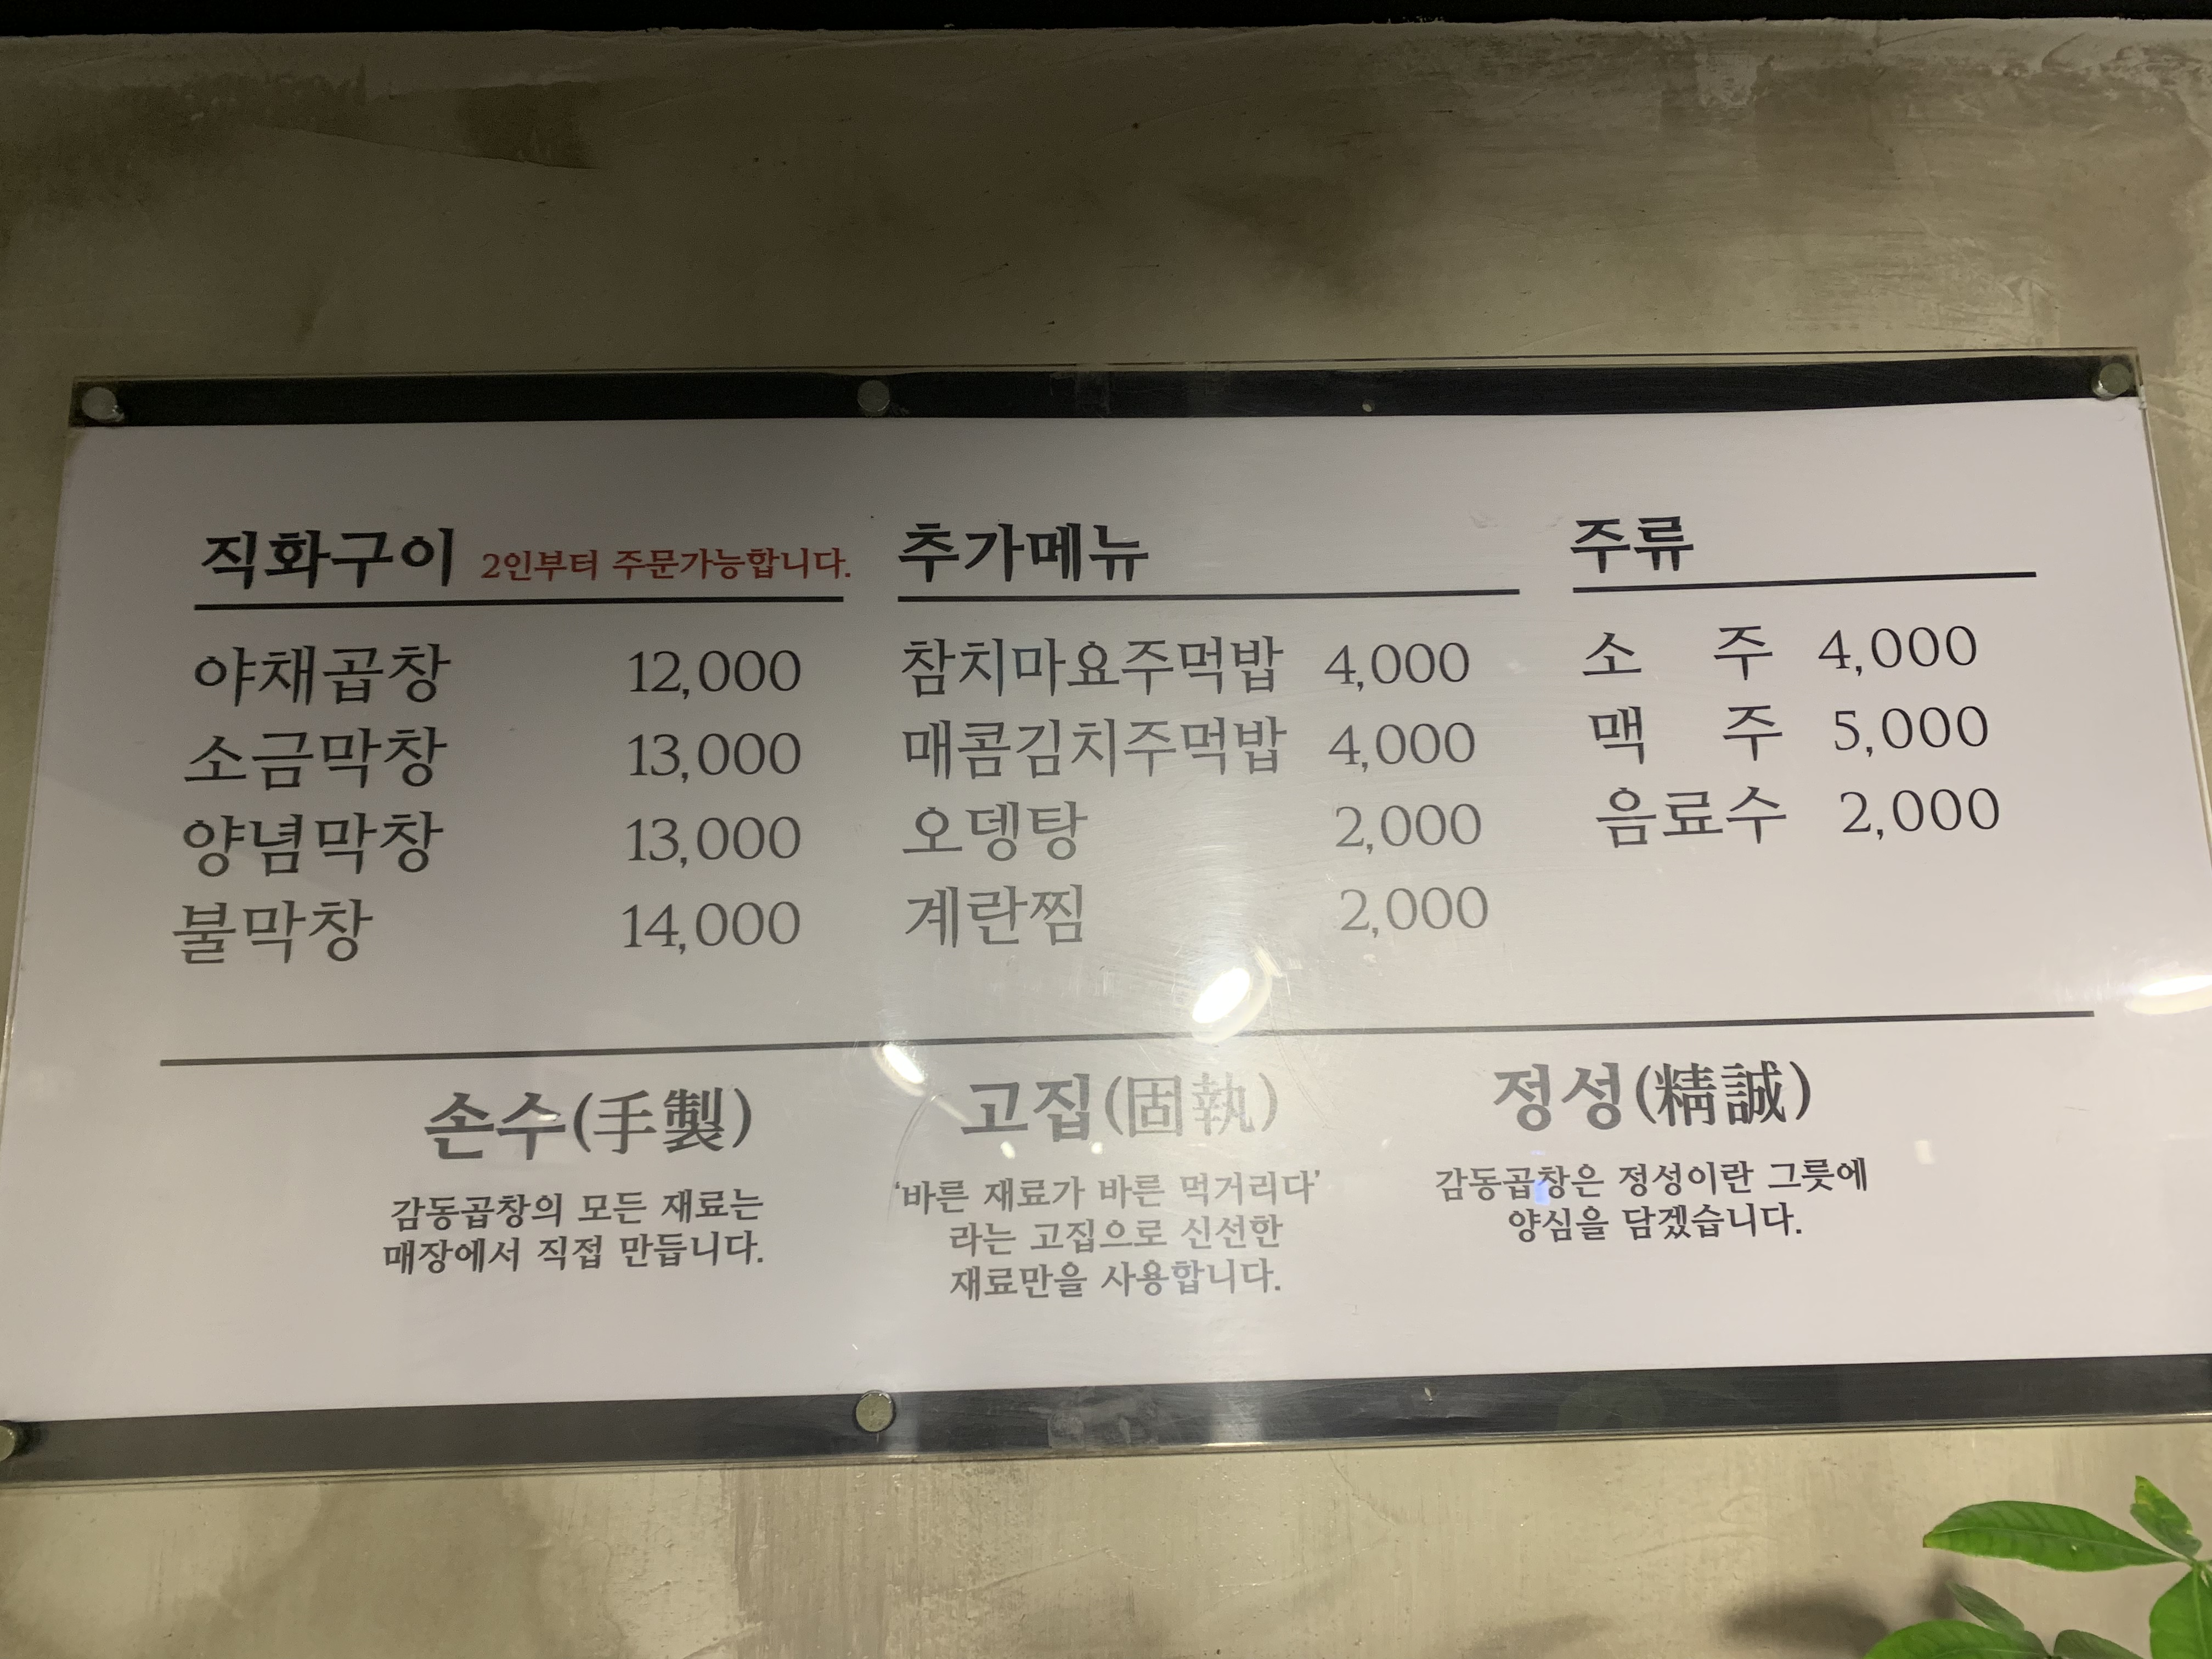 직화구이 2인부터 주문가능합니다.
야채곱창 12,000
소금막창 13,000
양념막창 13,000
불막창 14,000
추가메뉴
참치마요주먹밥 4,000
매콤김치주먹밥 4,000
오뎅탕 2,000
계란찜 2,000
주류
소 주 4,000
맥 주 5,000
음료수 2,000
손수(手製)
감동곱창의 모든 재료는
매장에서 직접 만듭니다.
고집(固執)
'바른 재료가 바른 먹거리다'
라는 고집으로 신선한
재료만을 사용합니다.
정성(精誠)
감동곱창은 정성이란 그릇에
양심을 담겠습니다.